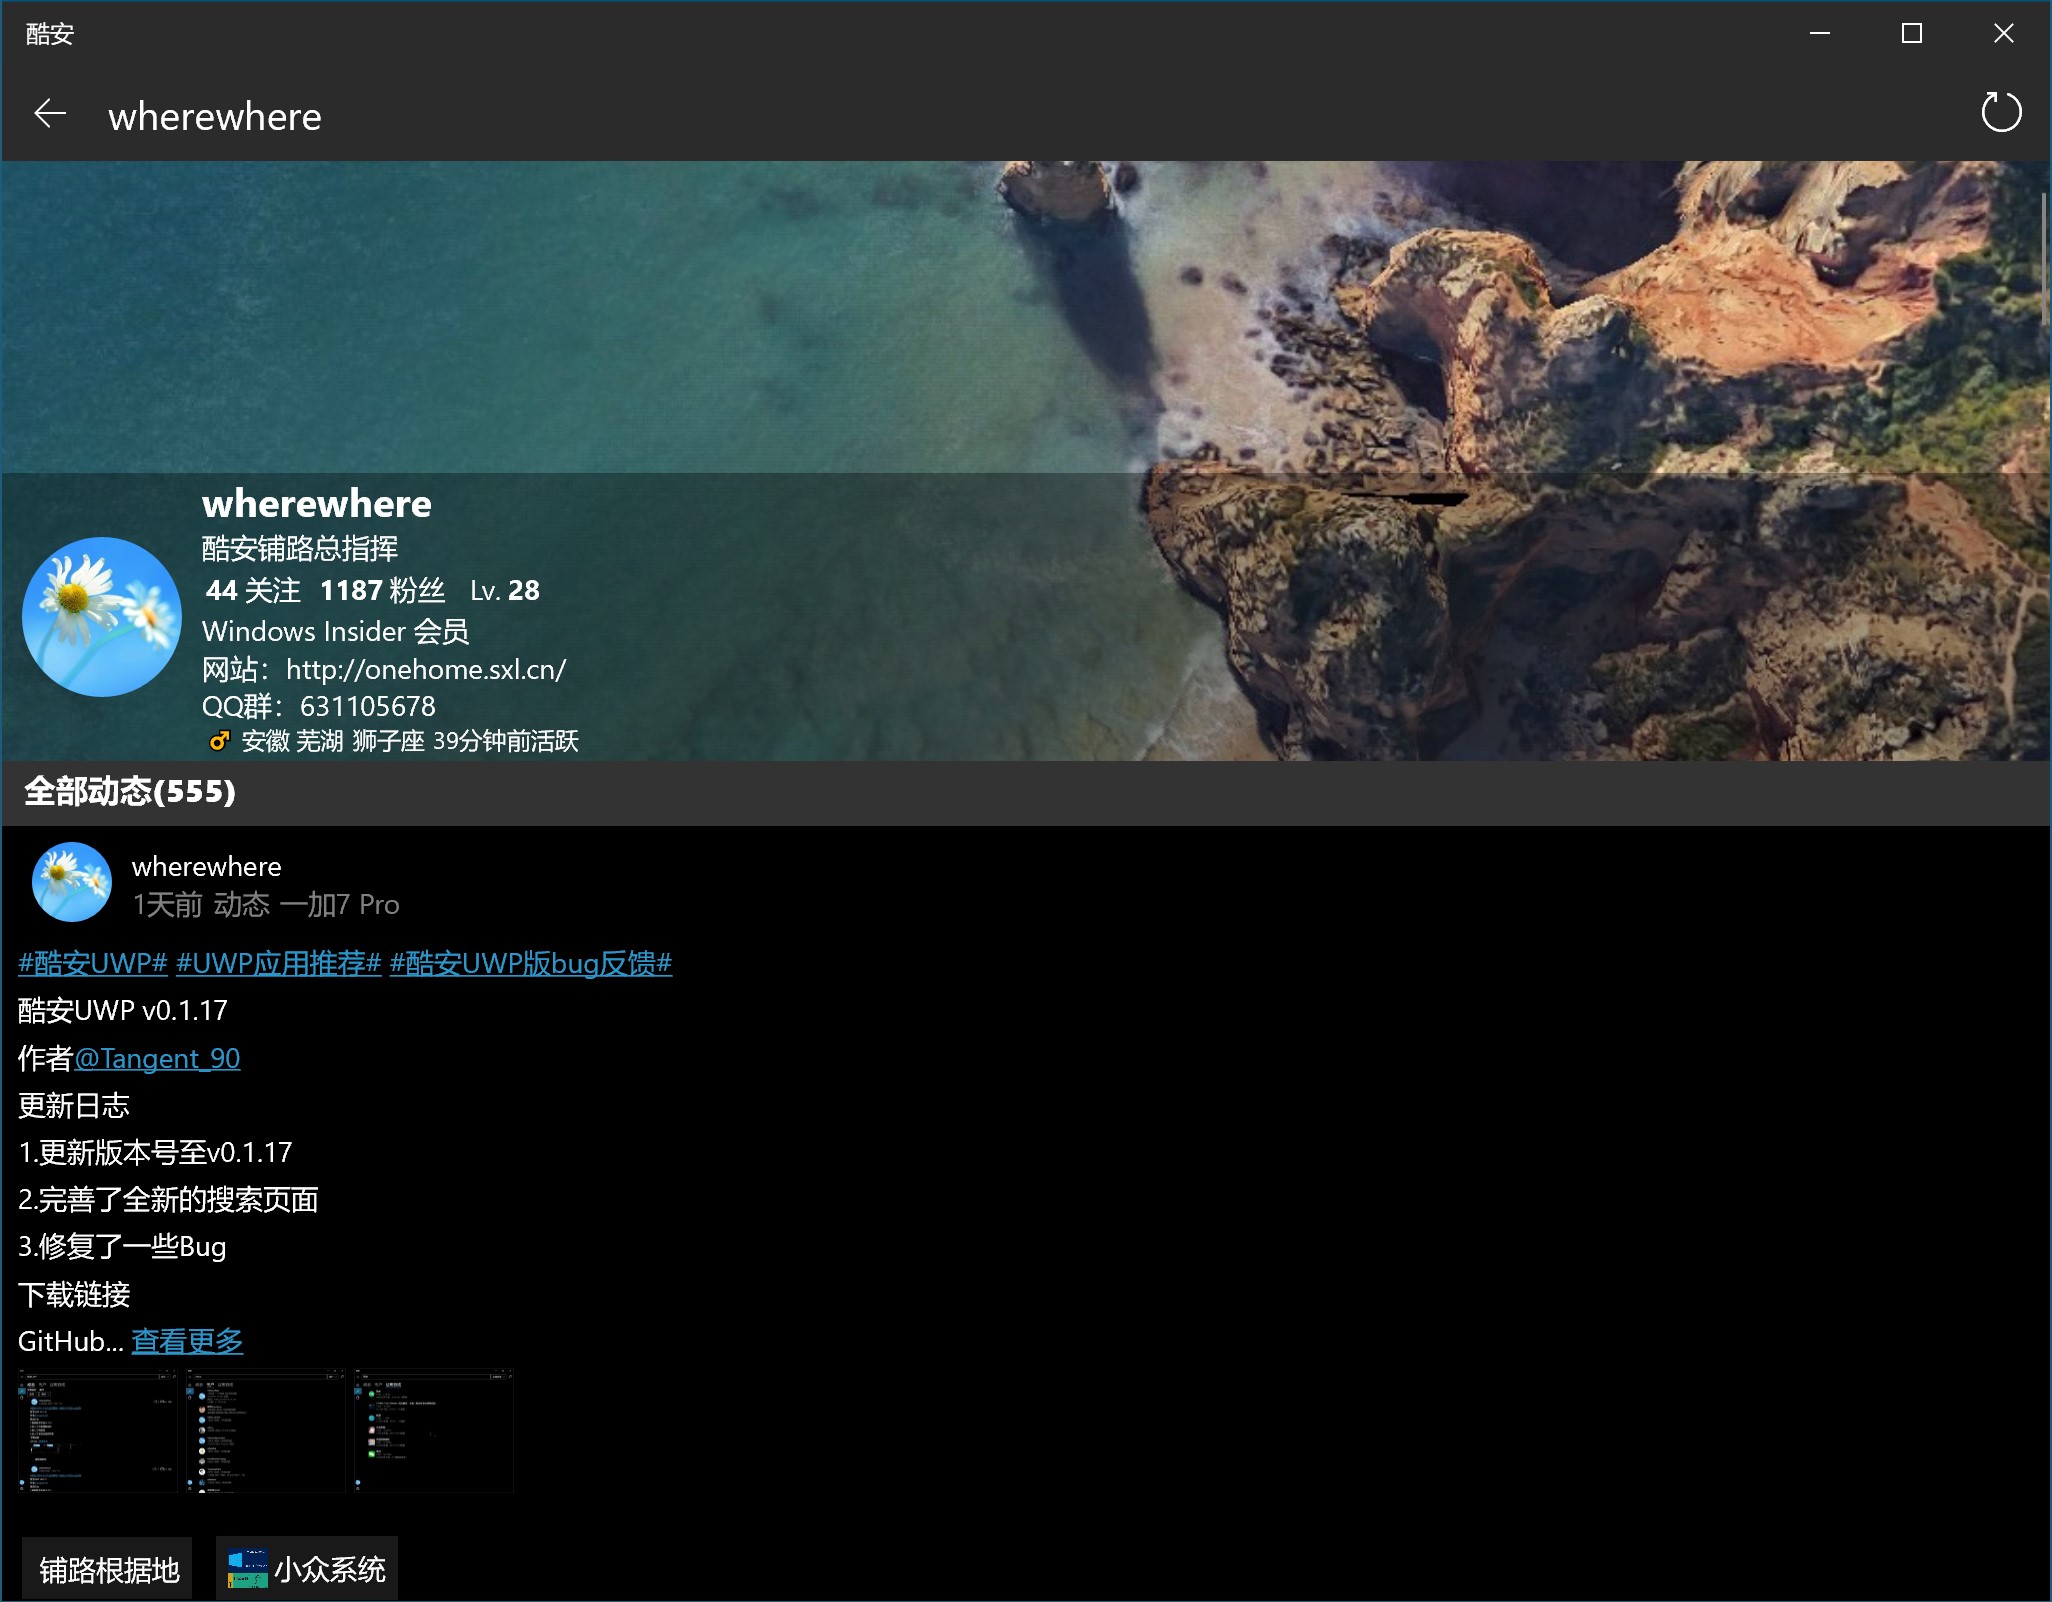 酷安
wherewhere
wherewhere
酷安铺路总指挥
44 关注 1187 粉丝 Lv. 28
Windows Insider 会员
网站：http://onehome.sxl.cn/
QQ群：631105678
♂ 安徽 芜湖 狮子座 39分钟前活跃
全部动态(555)
wherewhere
1天前 动态 一加7 Pro
#酷安UWP# #UWP应用推荐# #酷安UWP版bug反馈#
酷安UWP v0.1.17
作者@Tangent_90
更新日志
1.更新版本号至v0.1.17
2.完善了全新的搜索页面
3.修复了一些Bug
下载链接
GitHub... 查看更多
铺路根据地 小众系统